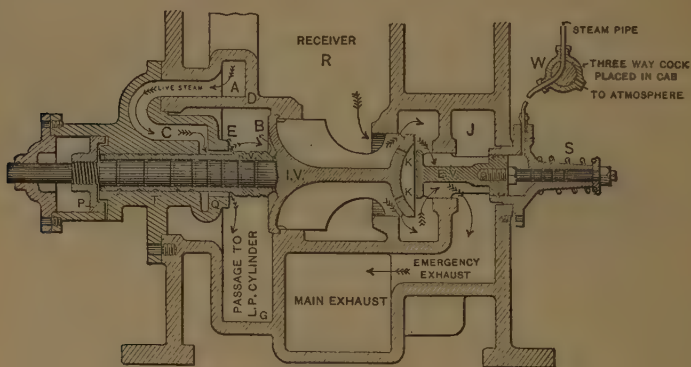 STEAM PIPE
RECEIVER
R
W
THREE WAY COCK
PLACED IN CAB
TO ATMOSPHERE
LIVE STEAM
A
D
C
E
B
J
S
I.V.
K
K
E.V.
P
Q
PASSAGE TO
L.P. CYLINDER
G
EMERGENCY
EXHAUST
MAIN EXHAUST